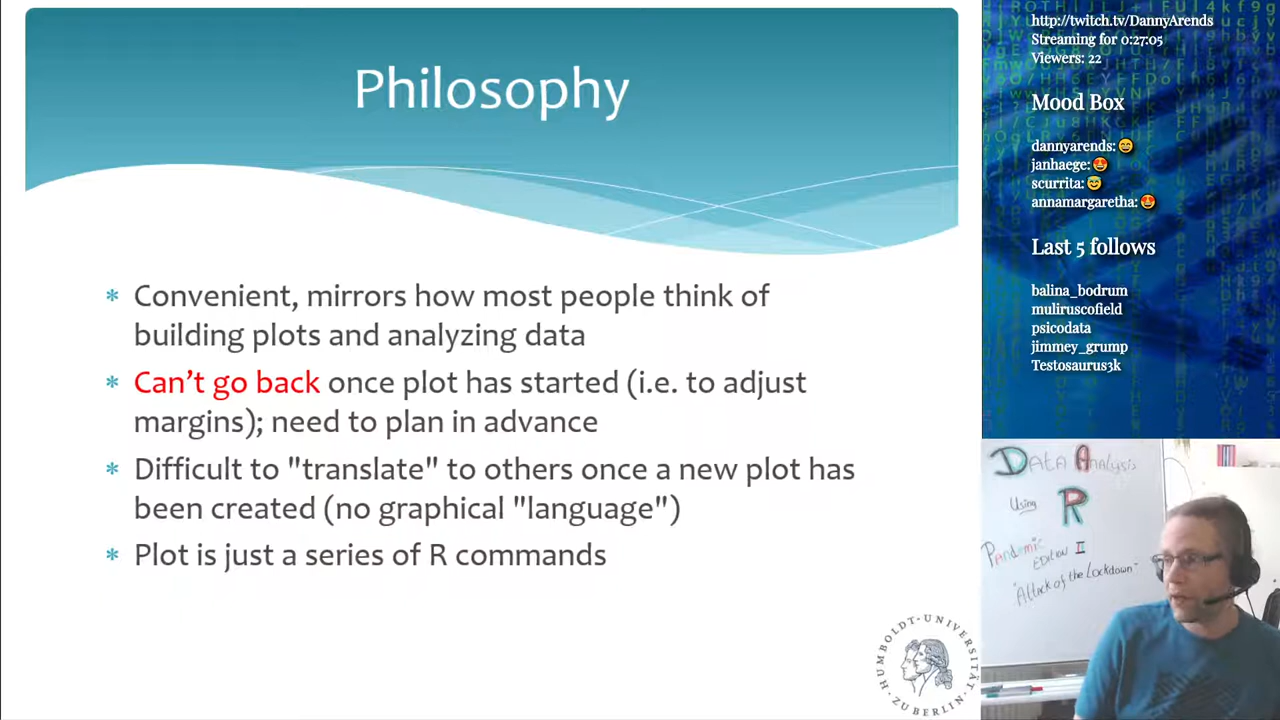 Philosophy
* Convenient, mirrors how most people think of
building plots and analyzing data
* Can't go back once plot has started (i.e. to adjust
margins); need to plan in advance
* Difficult to "translate" to others once a new plot has
been created (no graphical "language")
* Plot is just a series of R commands
HUMBOLDT-UNIVERSITÄT
ZU BERLIN
http://twitch.tv/DannyArends
Streaming for 0:27:05
Viewers: 22
Mood Box
dannyarends: 😄
janhaege: 😍
scurrita: 😅
annamargaretha: 😍
Last 5 follows
balina_bodrum
muliruscofield
psicodata
jimmey_grump
Testosaurus3k
Data Analysis
Using R
Pandemic
Edition II
"Attack of the Lockdown"